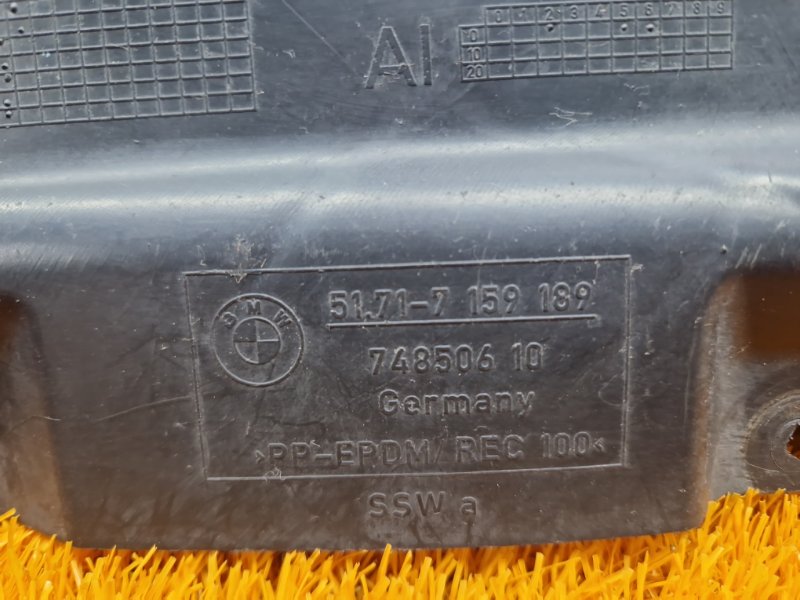 0 1 2 3 4 5 6 7 8 9
0
10
20
AI
BMW
51.71-7 159 189
748506 10
Germany
>PP-EPDM/REC 100<
SSW a